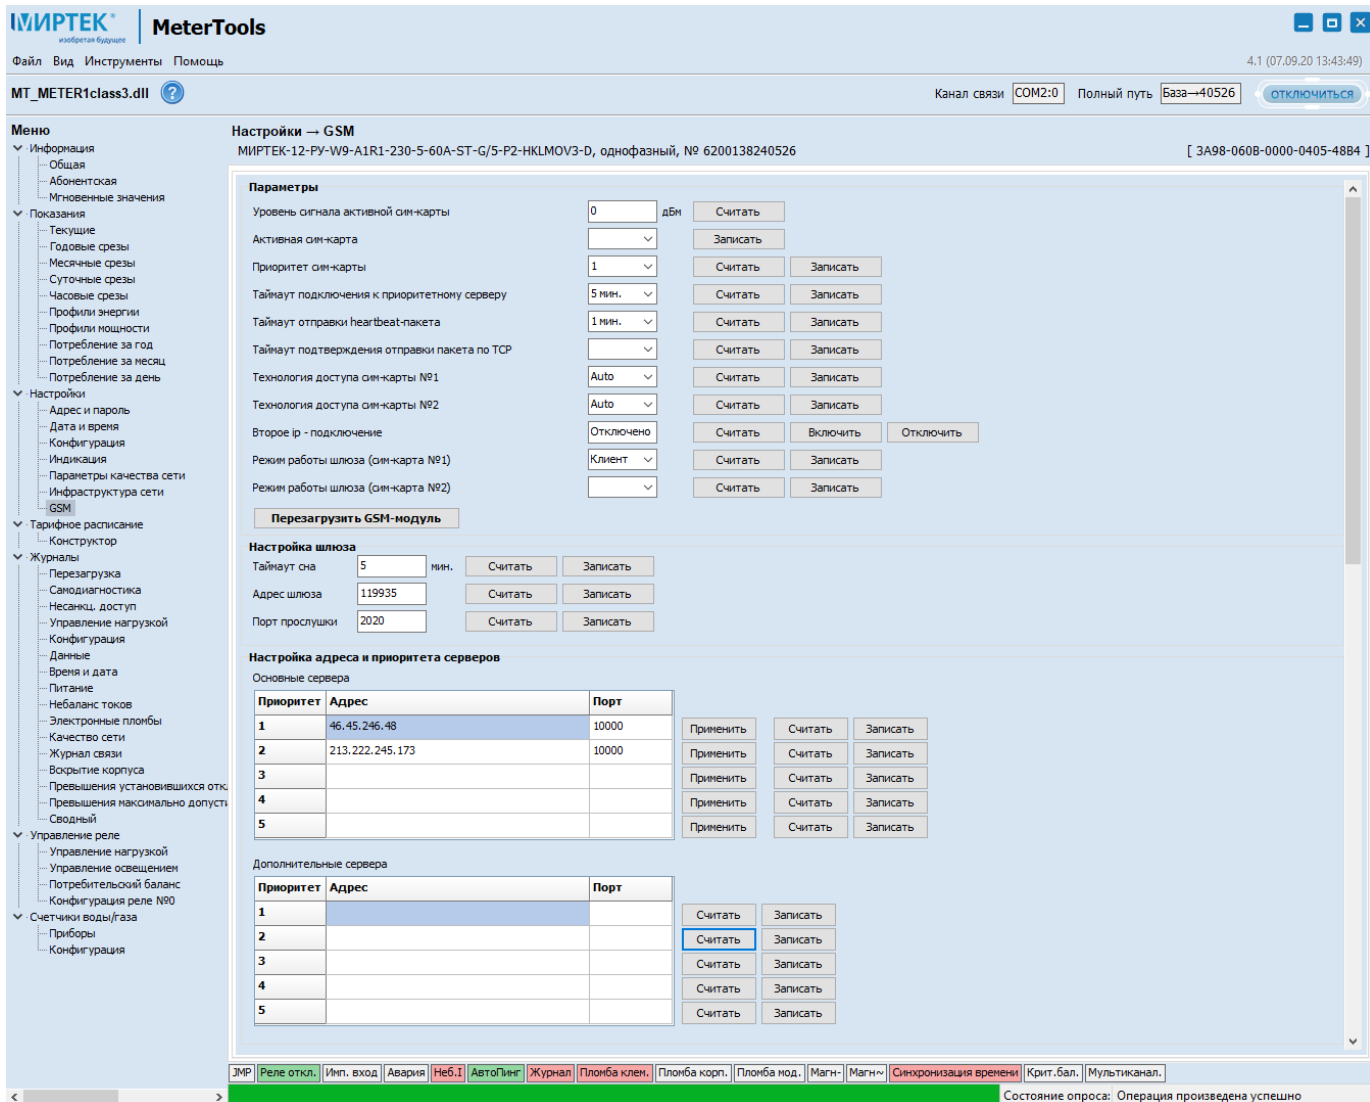 МИРТЕК
изобретая будущее
MeterTools
Файл Вид Инструменты Помощь
4.1 (07.09.20 13:43:49)
MT_METER1class3.dll ?
Канал связи COM2:0 Полный путь База→40526 ОТКЛЮЧИТЬСЯ
Меню
Информация
Общая
Абонентская
Мгновенные значения
Показания
Текущие
Годовые срезы
Месячные срезы
Суточные срезы
Часовые срезы
Профили энергии
Профили мощности
Потребление за год
Потребление за месяц
Потребление за день
Настройки
Адрес и пароль
Дата и время
Конфигурация
Индикация
Параметры качества сети
Инфраструктура сети
GSM
Тарифное расписание
Конструктор
Журналы
Перезагрузка
Самодиагностика
Несанкц. доступ
Управление нагрузкой
Конфигурация
Данные
Время и дата
Питание
Небаланс токов
Электронные пломбы
Качество сети
Журнал связи
Вскрытие корпуса
Превышения установившихся отк
Превышения максимально допуст
Сводный
Управление реле
Управление нагрузкой
Управление освещением
Потребительский баланс
Конфигурация реле №0
Счетчики воды/газа
Приборы
Конфигурация
Настройки → GSM
МИРТЕК-12-РУ-W9-A1R1-230-5-60A-ST-G/5-P2-HKLMOV3-D, однофазный, № 6200138240526
[ 3A98-060B-0000-0405-48B4 ]
Параметры
Уровень сигнала активной сим-карты 0 дБм Считать
Активная сим-карта Записать
Приоритет сим-карты 1 Считать Записать
Таймаут подключения к приоритетному серверу 5 мин. Считать Записать
Таймаут отправки heartbeat-пакета 1 мин. Считать Записать
Таймаут подтверждения отправки пакета по TCP Считать Записать
Технология доступа сим-карты №1 Auto Считать Записать
Технология доступа сим-карты №2 Auto Считать Записать
Второе ip - подключение Отключено Считать Включить Отключить
Режим работы шлюза (сим-карта №1) Клиент Считать Записать
Режим работы шлюза (сим-карта №2) Считать Записать
Перезагрузить GSM-модуль
Настройка шлюза
Таймаут сна 5 мин. Считать Записать
Адрес шлюза 119935 Считать Записать
Порт прослушки 2020 Считать Записать
Настройка адреса и приоритета серверов
Основные сервера
Приоритет Адрес Порт
1 46.45.246.48 10000 Применить Считать Записать
2 213.222.245.173 10000 Применить Считать Записать
3 Применить Считать Записать
4 Применить Считать Записать
5 Применить Считать Записать
Дополнительные сервера
Приоритет Адрес Порт
1 Считать Записать
2 Считать Записать
3 Считать Записать
4 Считать Записать
5 Считать Записать
JMP Реле откл. Имп. вход Авария Неб.I АвтоПинг Журнал Пломба клем. Пломба корп. Пломба мод. Магн- Магн~ Синхронизация времени Крит.бал. Мультиканал.
Состояние опроса: Операция произведена успешно